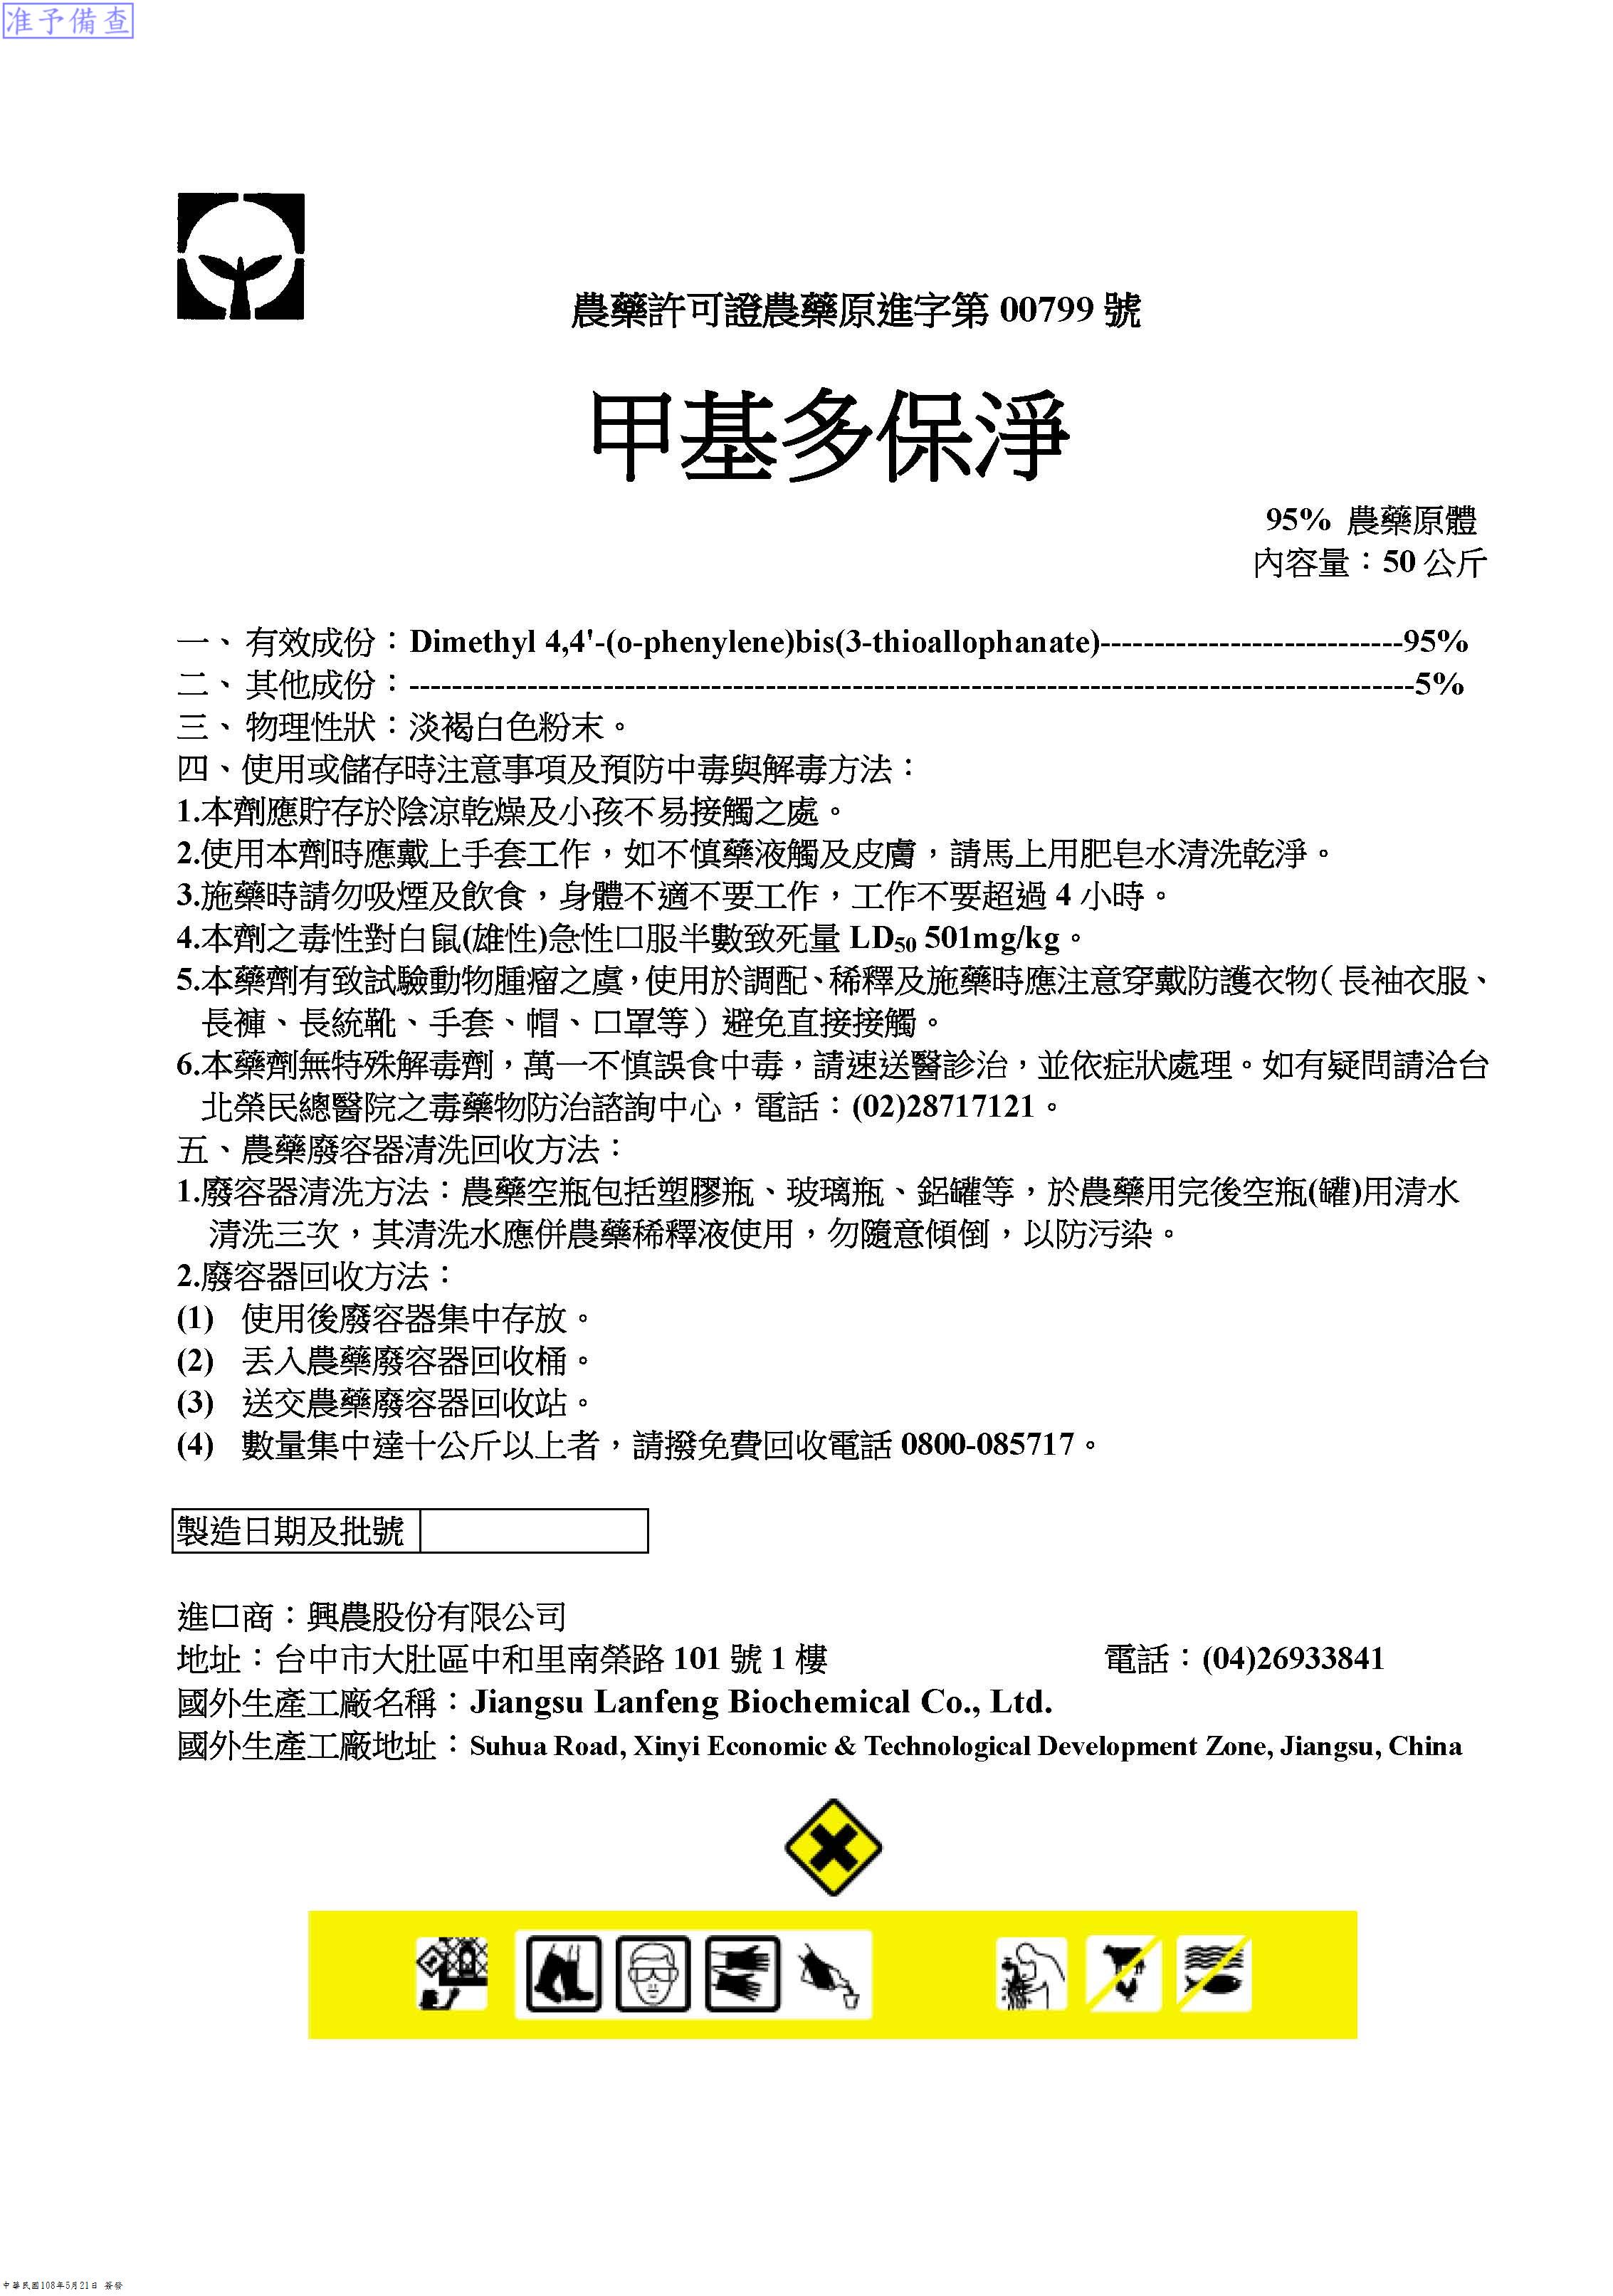 准予備查
農藥許可證農藥原進字第 00799 號
甲基多保淨
95% 農藥原體
內容量：50 公斤
一、 有效成份：Dimethyl 4,4'-(o-phenylene)bis(3-thioallophanate)----------------------------95%
二、 其他成份：---------------------------------------------------------------------------------------------5%
三、 物理性狀：淡褐白色粉末。
四、使用或儲存時注意事項及預防中毒與解毒方法：
1.本劑應貯存於陰涼乾燥及小孩不易接觸之處。
2.使用本劑時應戴上手套工作，如不慎藥液觸及皮膚，請馬上用肥皂水清洗乾淨。
3.施藥時請勿吸煙及飲食，身體不適不要工作，工作不要超過 4 小時。
4.本劑之毒性對白鼠(雄性)急性口服半數致死量 LD₅₀ 501mg/kg。
5.本藥劑有致試驗動物腫瘤之虞，使用於調配、稀釋及施藥時應注意穿戴防護衣物（長袖衣服、
長褲、長統靴、手套、帽、口罩等）避免直接接觸。
6.本藥劑無特殊解毒劑，萬一不慎誤食中毒，請速送醫診治，並依症狀處理。如有疑問請洽台
北榮民總醫院之毒藥物防治諮詢中心，電話：(02)28717121。
五、農藥廢容器清洗回收方法：
1.廢容器清洗方法：農藥空瓶包括塑膠瓶、玻璃瓶、鋁罐等，於農藥用完後空瓶(罐)用清水
清洗三次，其清洗水應併農藥稀釋液使用，勿隨意傾倒，以防污染。
2.廢容器回收方法：
(1) 使用後廢容器集中存放。
(2) 丟入農藥廢容器回收桶。
(3) 送交農藥廢容器回收站。
(4) 數量集中達十公斤以上者，請撥免費回收電話 0800-085717。
製造日期及批號
進口商：興農股份有限公司
地址：台中市大肚區中和里南榮路 101 號 1 樓 電話：(04)26933841
國外生產工廠名稱：Jiangsu Lanfeng Biochemical Co., Ltd.
國外生產工廠地址：Suhua Road, Xinyi Economic & Technological Development Zone, Jiangsu, China
中華民國108年5月21日 簽發